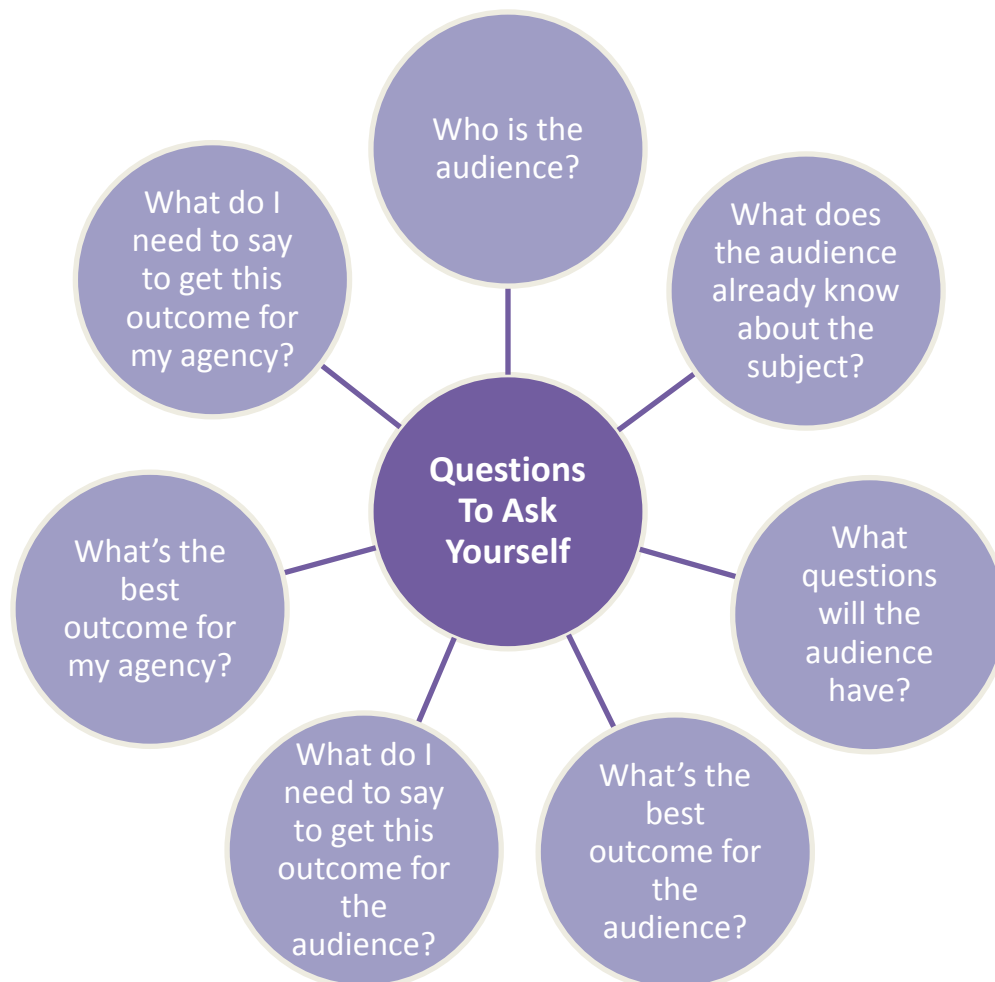 Who is the
audience?
What does
the audience
already know
about the
subject?
What
questions
will the
audience
have?
What’s the
best
outcome for
the
audience?
What do I
need to say
to get this
outcome for
the
audience?
What’s the
best
outcome for
my agency?
What do I
need to say
to get this
outcome for
my agency?
Questions
To Ask
Yourself